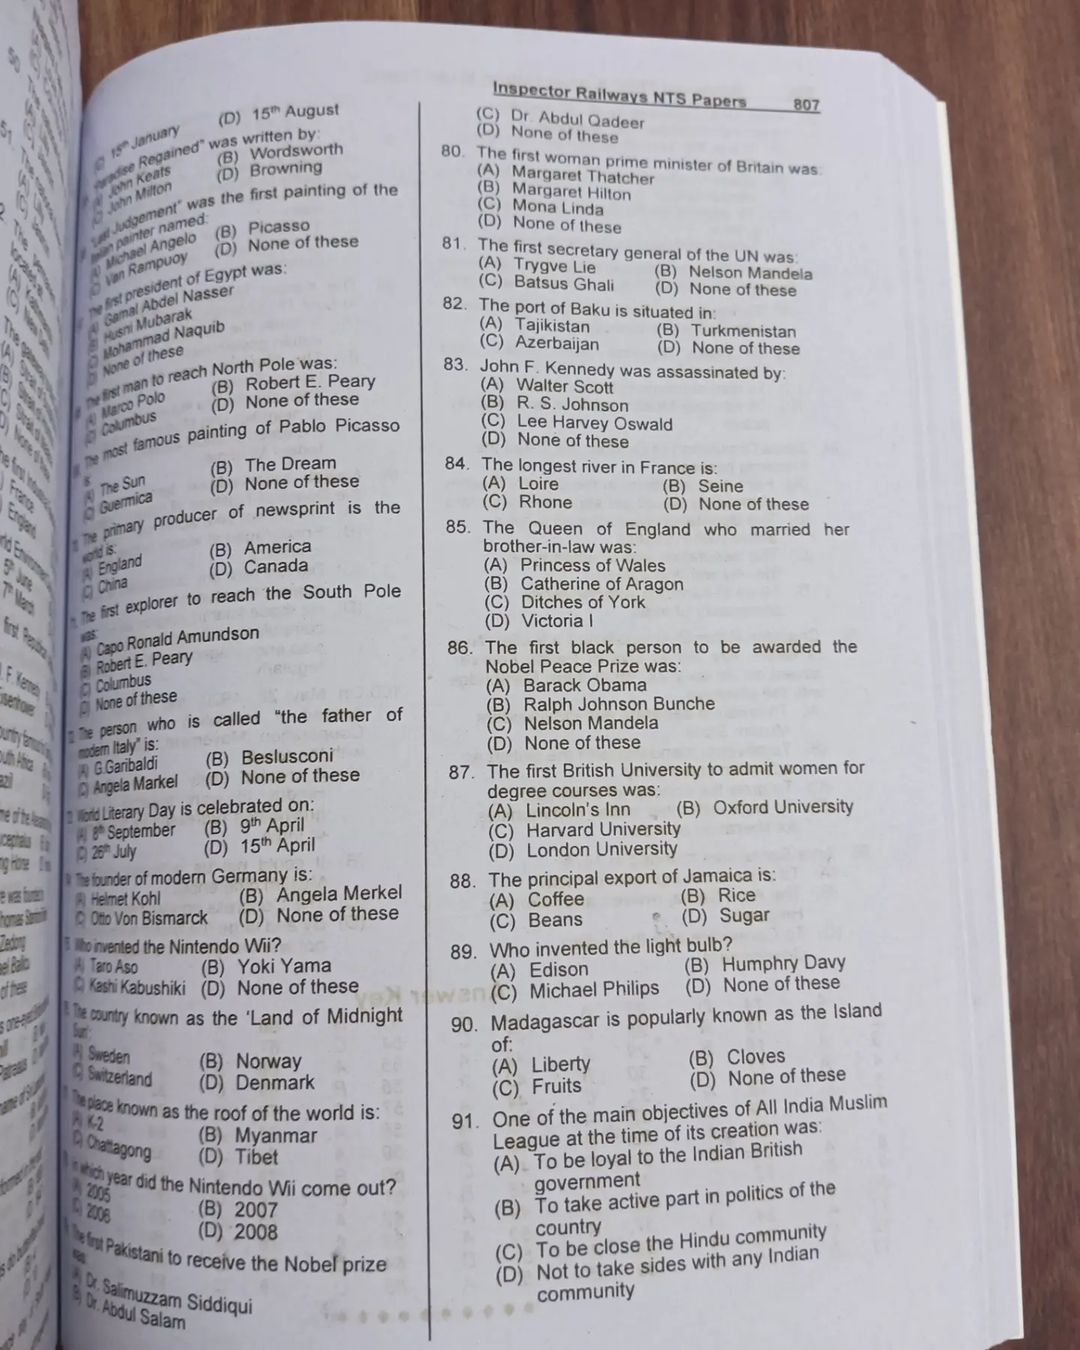 Inspector Railways NTS Papers 807
15th January (D) 15th August
Paradise Regained" was written by:
John Keats (B) Wordsworth
John Milton (D) Browning
"Last Judgement" was the first painting of the
Italian painter named:
Michael Angelo (B) Picasso
Van Rampuoy (D) None of these
The first president of Egypt was:
Gamal Abdel Nasser
Husni Mubarak
Mohammad Naquib
None of these
The first man to reach North Pole was:
Marco Polo (B) Robert E. Peary
Columbus (D) None of these
The most famous painting of Pablo Picasso
is
The Sun (B) The Dream
Guermica (D) None of these
The primary producer of newsprint is the
world is:
England (B) America
China (D) Canada
The first explorer to reach the South Pole
was:
Capo Ronald Amundson
Robert E. Peary
Columbus
None of these
The person who is called "the father of
modern Italy" is:
G.Garibaldi (B) Beslusconi
Angela Markel (D) None of these
World Literary Day is celebrated on:
8th September (B) 9th April
26th July (D) 15th April
The founder of modern Germany is:
Helmet Kohl (B) Angela Merkel
Otto Von Bismarck (D) None of these
Who invented the Nintendo Wii?
Taro Aso (B) Yoki Yama
Kashi Kabushiki (D) None of these
The country known as the 'Land of Midnight
Sun':
Sweden (B) Norway
Switzerland (D) Denmark
The place known as the roof of the world is:
K-2 (B) Myanmar
Chattagong (D) Tibet
In which year did the Nintendo Wii come out?
2005 (B) 2007
2006 (D) 2008
The first Pakistani to receive the Nobel prize
was
Dr. Salimuzzam Siddiqui
Dr. Abdul Salam
(C) Dr. Abdul Qadeer
(D) None of these
80. The first woman prime minister of Britain was:
(A) Margaret Thatcher
(B) Margaret Hilton
(C) Mona Linda
(D) None of these
81. The first secretary general of the UN was:
(A) Trygve Lie (B) Nelson Mandela
(C) Batsus Ghali (D) None of these
82. The port of Baku is situated in:
(A) Tajikistan (B) Turkmenistan
(C) Azerbaijan (D) None of these
83. John F. Kennedy was assassinated by:
(A) Walter Scott
(B) R. S. Johnson
(C) Lee Harvey Oswald
(D) None of these
84. The longest river in France is:
(A) Loire (B) Seine
(C) Rhone (D) None of these
85. The Queen of England who married her
brother-in-law was:
(A) Princess of Wales
(B) Catherine of Aragon
(C) Ditches of York
(D) Victoria I
86. The first black person to be awarded the
Nobel Peace Prize was:
(A) Barack Obama
(B) Ralph Johnson Bunche
(C) Nelson Mandela
(D) None of these
87. The first British University to admit women for
degree courses was:
(A) Lincoln's Inn (B) Oxford University
(C) Harvard University
(D) London University
88. The principal export of Jamaica is:
(A) Coffee (B) Rice
(C) Beans (D) Sugar
89. Who invented the light bulb?
(A) Edison (B) Humphry Davy
(C) Michael Philips (D) None of these
90. Madagascar is popularly known as the Island
of:
(A) Liberty (B) Cloves
(C) Fruits (D) None of these
91. One of the main objectives of All India Muslim
League at the time of its creation was:
(A) To be loyal to the Indian British
government
(B) To take active part in politics of the
country
(C) To be close the Hindu community
(D) Not to take sides with any Indian
community